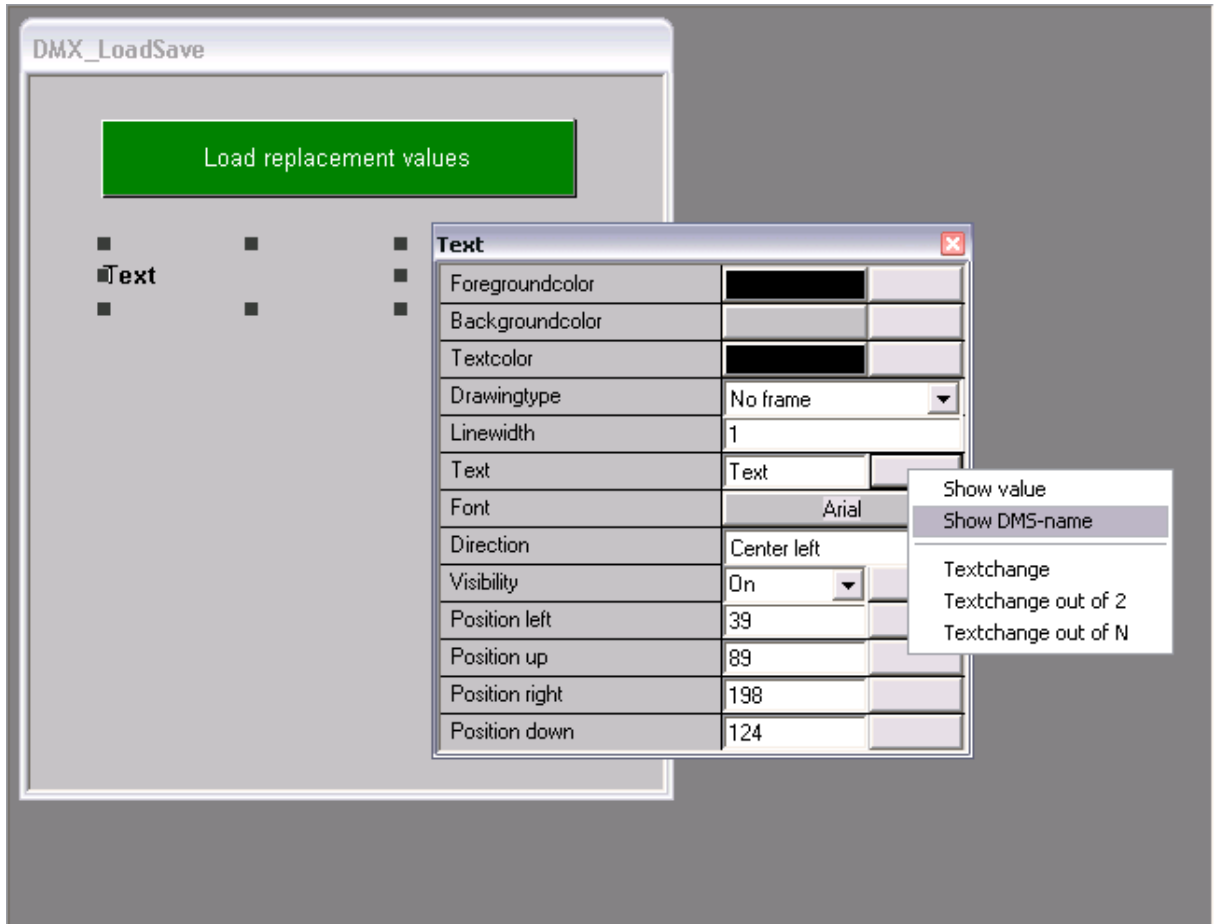 DMX_LoadSave
Load replacement values
Text
Text
Foregroundcolor
Backgroundcolor
Textcolor
Drawingtype No frame
Linewidth 1
Text Text
Font Arial
Direction Center left
Visibility On
Position left 39
Position up 89
Position right 198
Position down 124
Show value
Show DMS-name
Textchange
Textchange out of 2
Textchange out of N